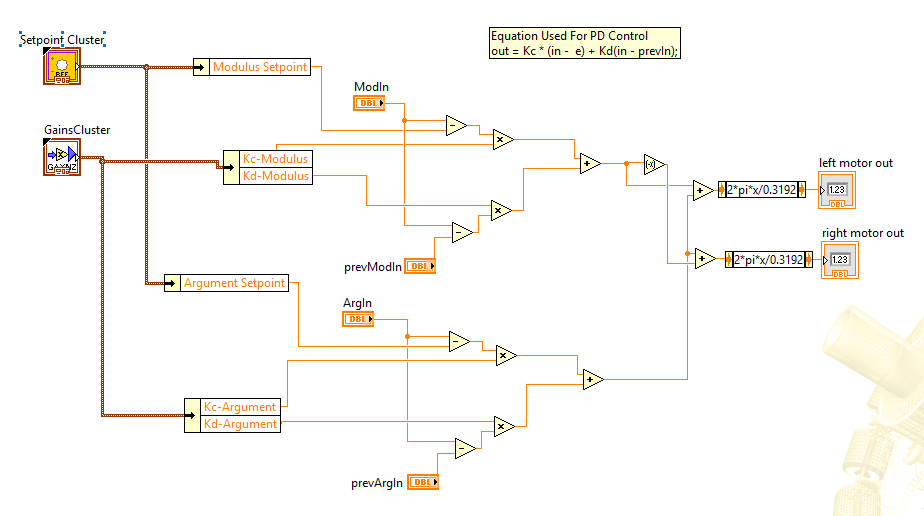 Setpoint Cluster
REF
Equation Used For PD Control
out = Kc * (in - e) + Kd(in - prevIn);
Modulus Setpoint
ModIn
DBL
GainsCluster
Kc-Modulus
Kd-Modulus
left motor out
2*pi*x/0.3192
1.23
DBL
right motor out
2*pi*x/0.3192
1.23
DBL
prevModIn
DBL
Argument Setpoint
ArgIn
DBL
Kc-Argument
Kd-Argument
prevArgIn
DBL